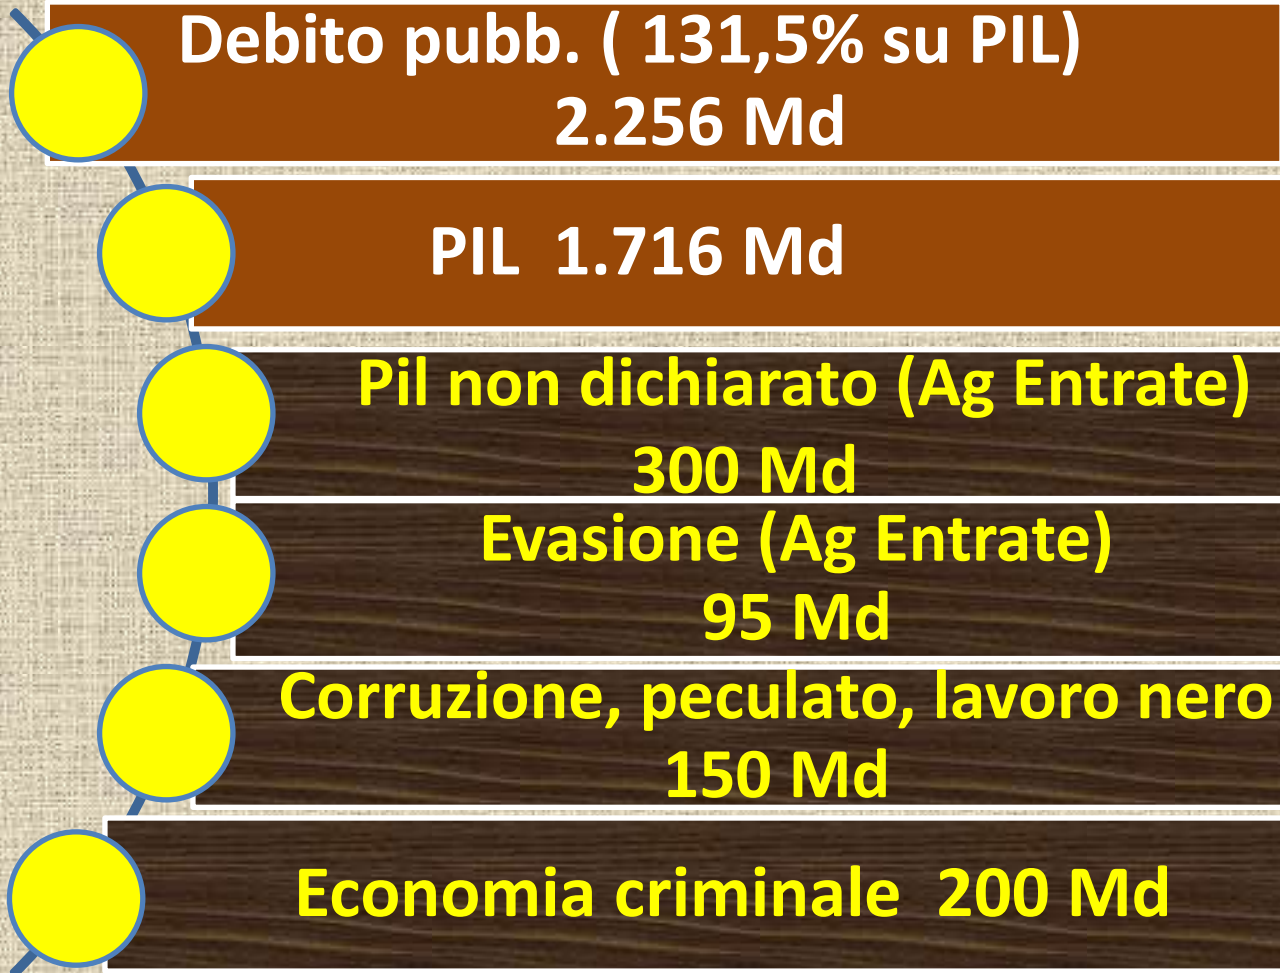 Debito pubb. ( 131,5% su PIL)
2.256 Md
PIL 1.716 Md
Pil non dichiarato (Ag Entrate)
300 Md
Evasione (Ag Entrate)
95 Md
Corruzione, peculato, lavoro nero
150 Md
Economia criminale 200 Md